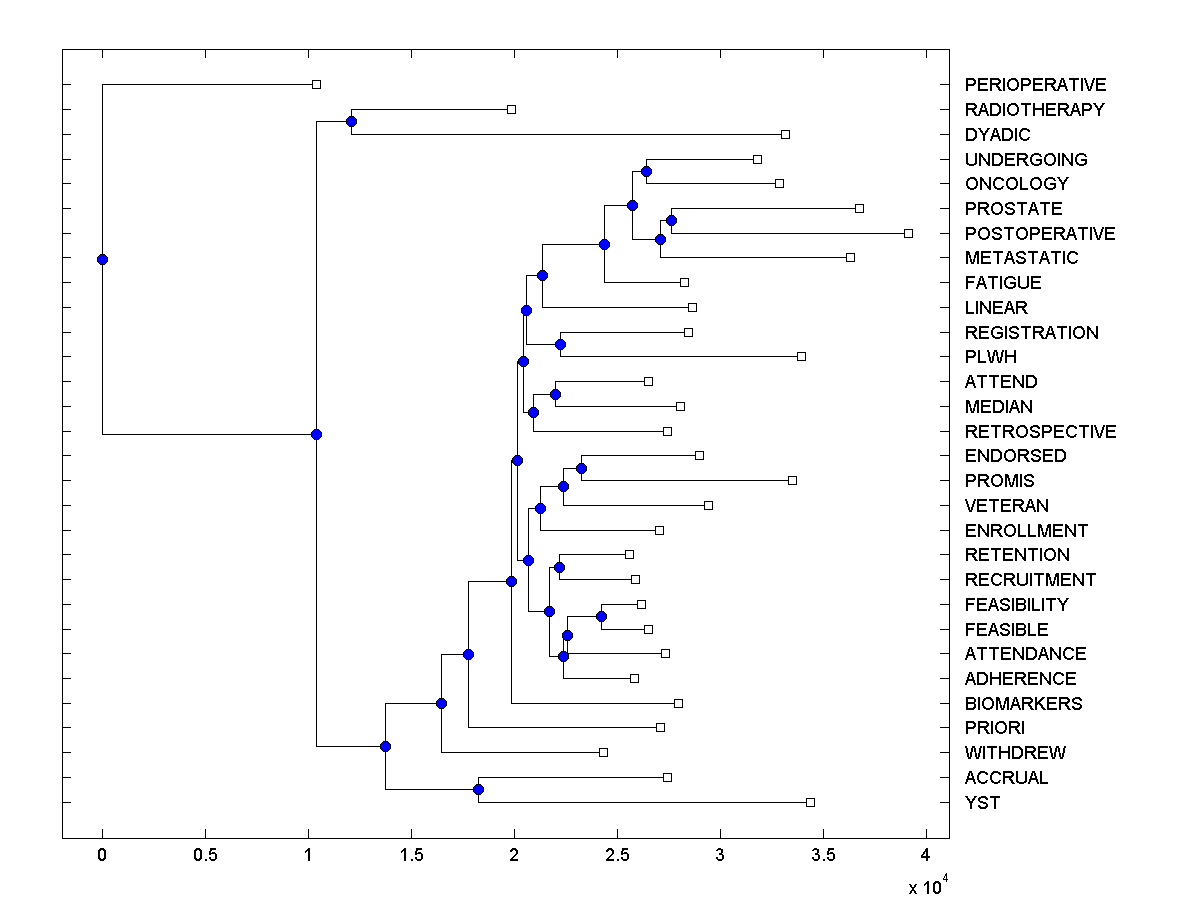 PERIOPERATIVE
RADIOTHERAPY
DYADIC
UNDERGOING
ONCOLOGY
PROSTATE
POSTOPERATIVE
METASTATIC
FATIGUE
LINEAR
REGISTRATION
PLWH
ATTEND
MEDIAN
RETROSPECTIVE
ENDORSED
PROMIS
VETERAN
ENROLLMENT
RETENTION
RECRUITMENT
FEASIBILITY
FEASIBLE
ATTENDANCE
ADHERENCE
BIOMARKERS
PRIORI
WITHDREW
ACCRUAL
YST
0 0.5 1 1.5 2 2.5 3 3.5 4
x 10^4